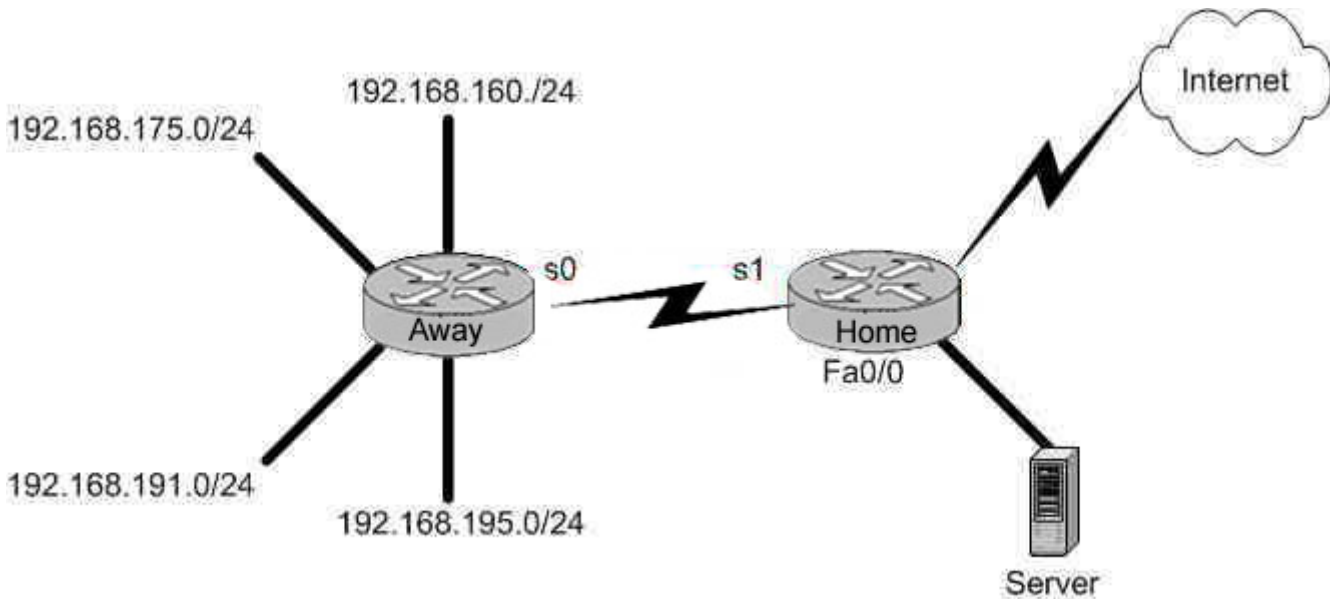 192.168.160./24
Internet
192.168.175.0/24
s0
s1
Away
Home
Fa0/0
192.168.191.0/24
192.168.195.0/24
Server